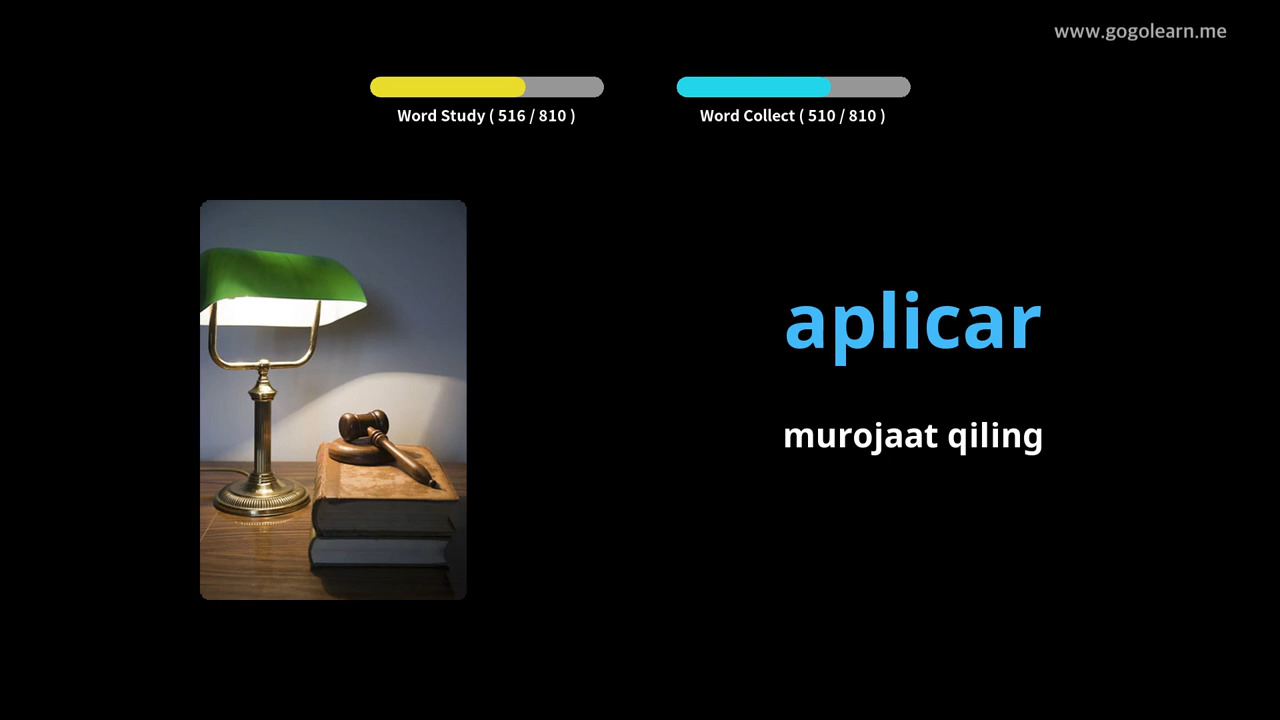 www.gogolearn.me
Word Study ( 516 / 810 )
Word Collect ( 510 / 810 )
aplicar
murojaat qiling